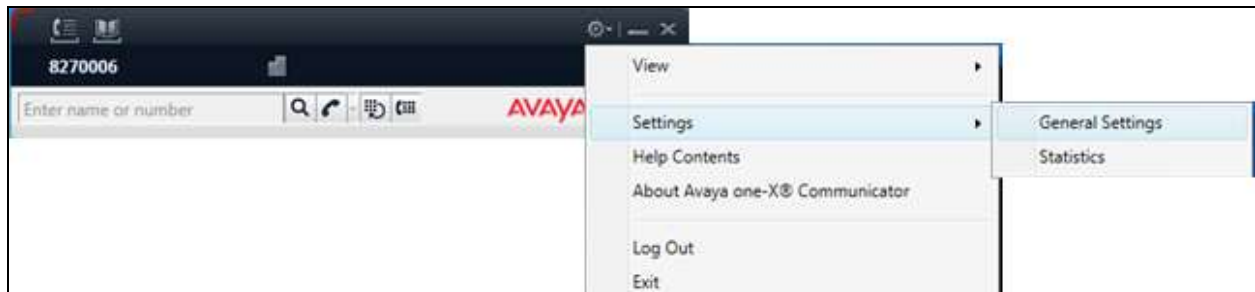 8270006
Enter name or number
AVAYA
View
Settings
General Settings
Help Contents
Statistics
About Avaya one-X® Communicator
Log Out
Exit